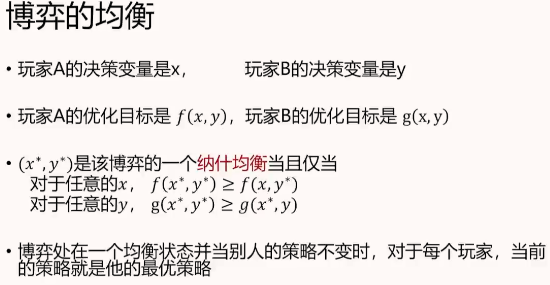 博弈的均衡
• 玩家A的决策变量是x， 玩家B的决策变量是y
• 玩家A的优化目标是 f(x, y)，玩家B的优化目标是 g(x, y)
• (x*, y*)是该博弈的一个纳什均衡当且仅当
对于任意的x， f(x*, y*) ≥ f(x, y*)
对于任意的y， g(x*, y*) ≥ g(x*, y)
• 博弈处在一个均衡状态并当别人的策略不变时，对于每个玩家，当前
的策略就是他的最优策略